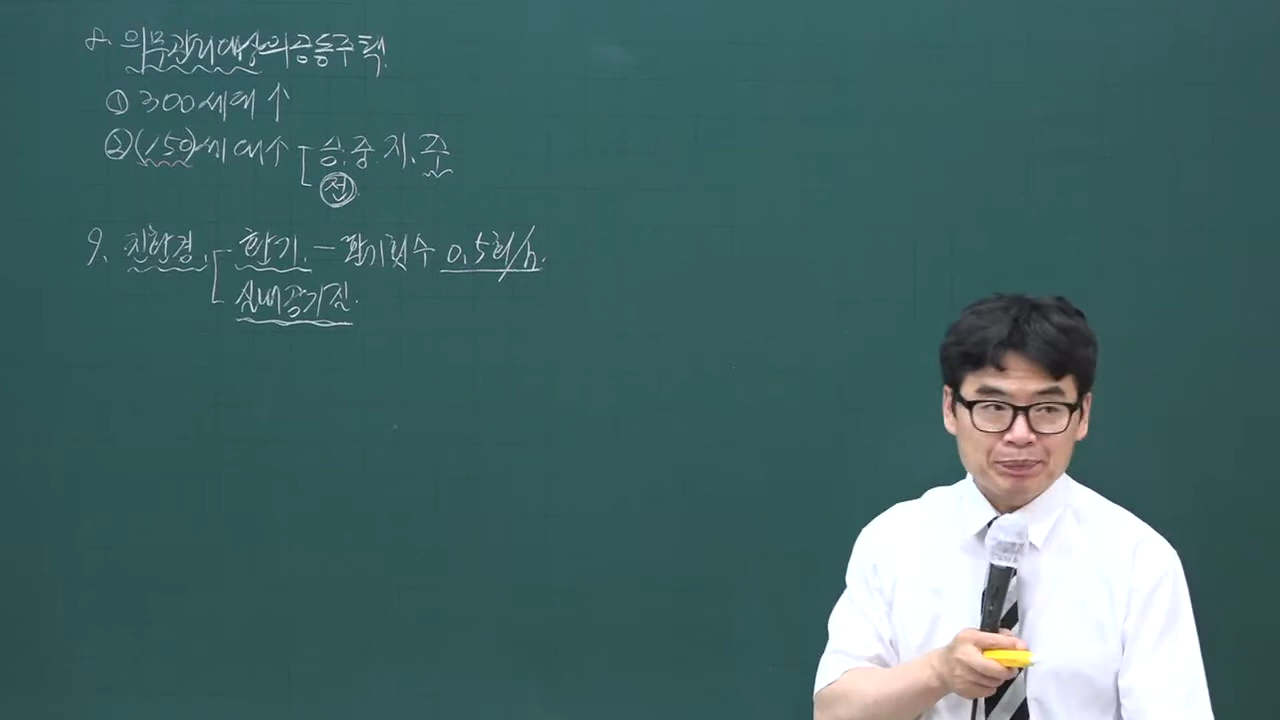 8. 의무관리대상의 공동주택
① 300세대 个
② (150)세대수 승.중.지.주
전
9. 친환경. 환기. - 환기횟수 0.5회/h.
실내공기질.